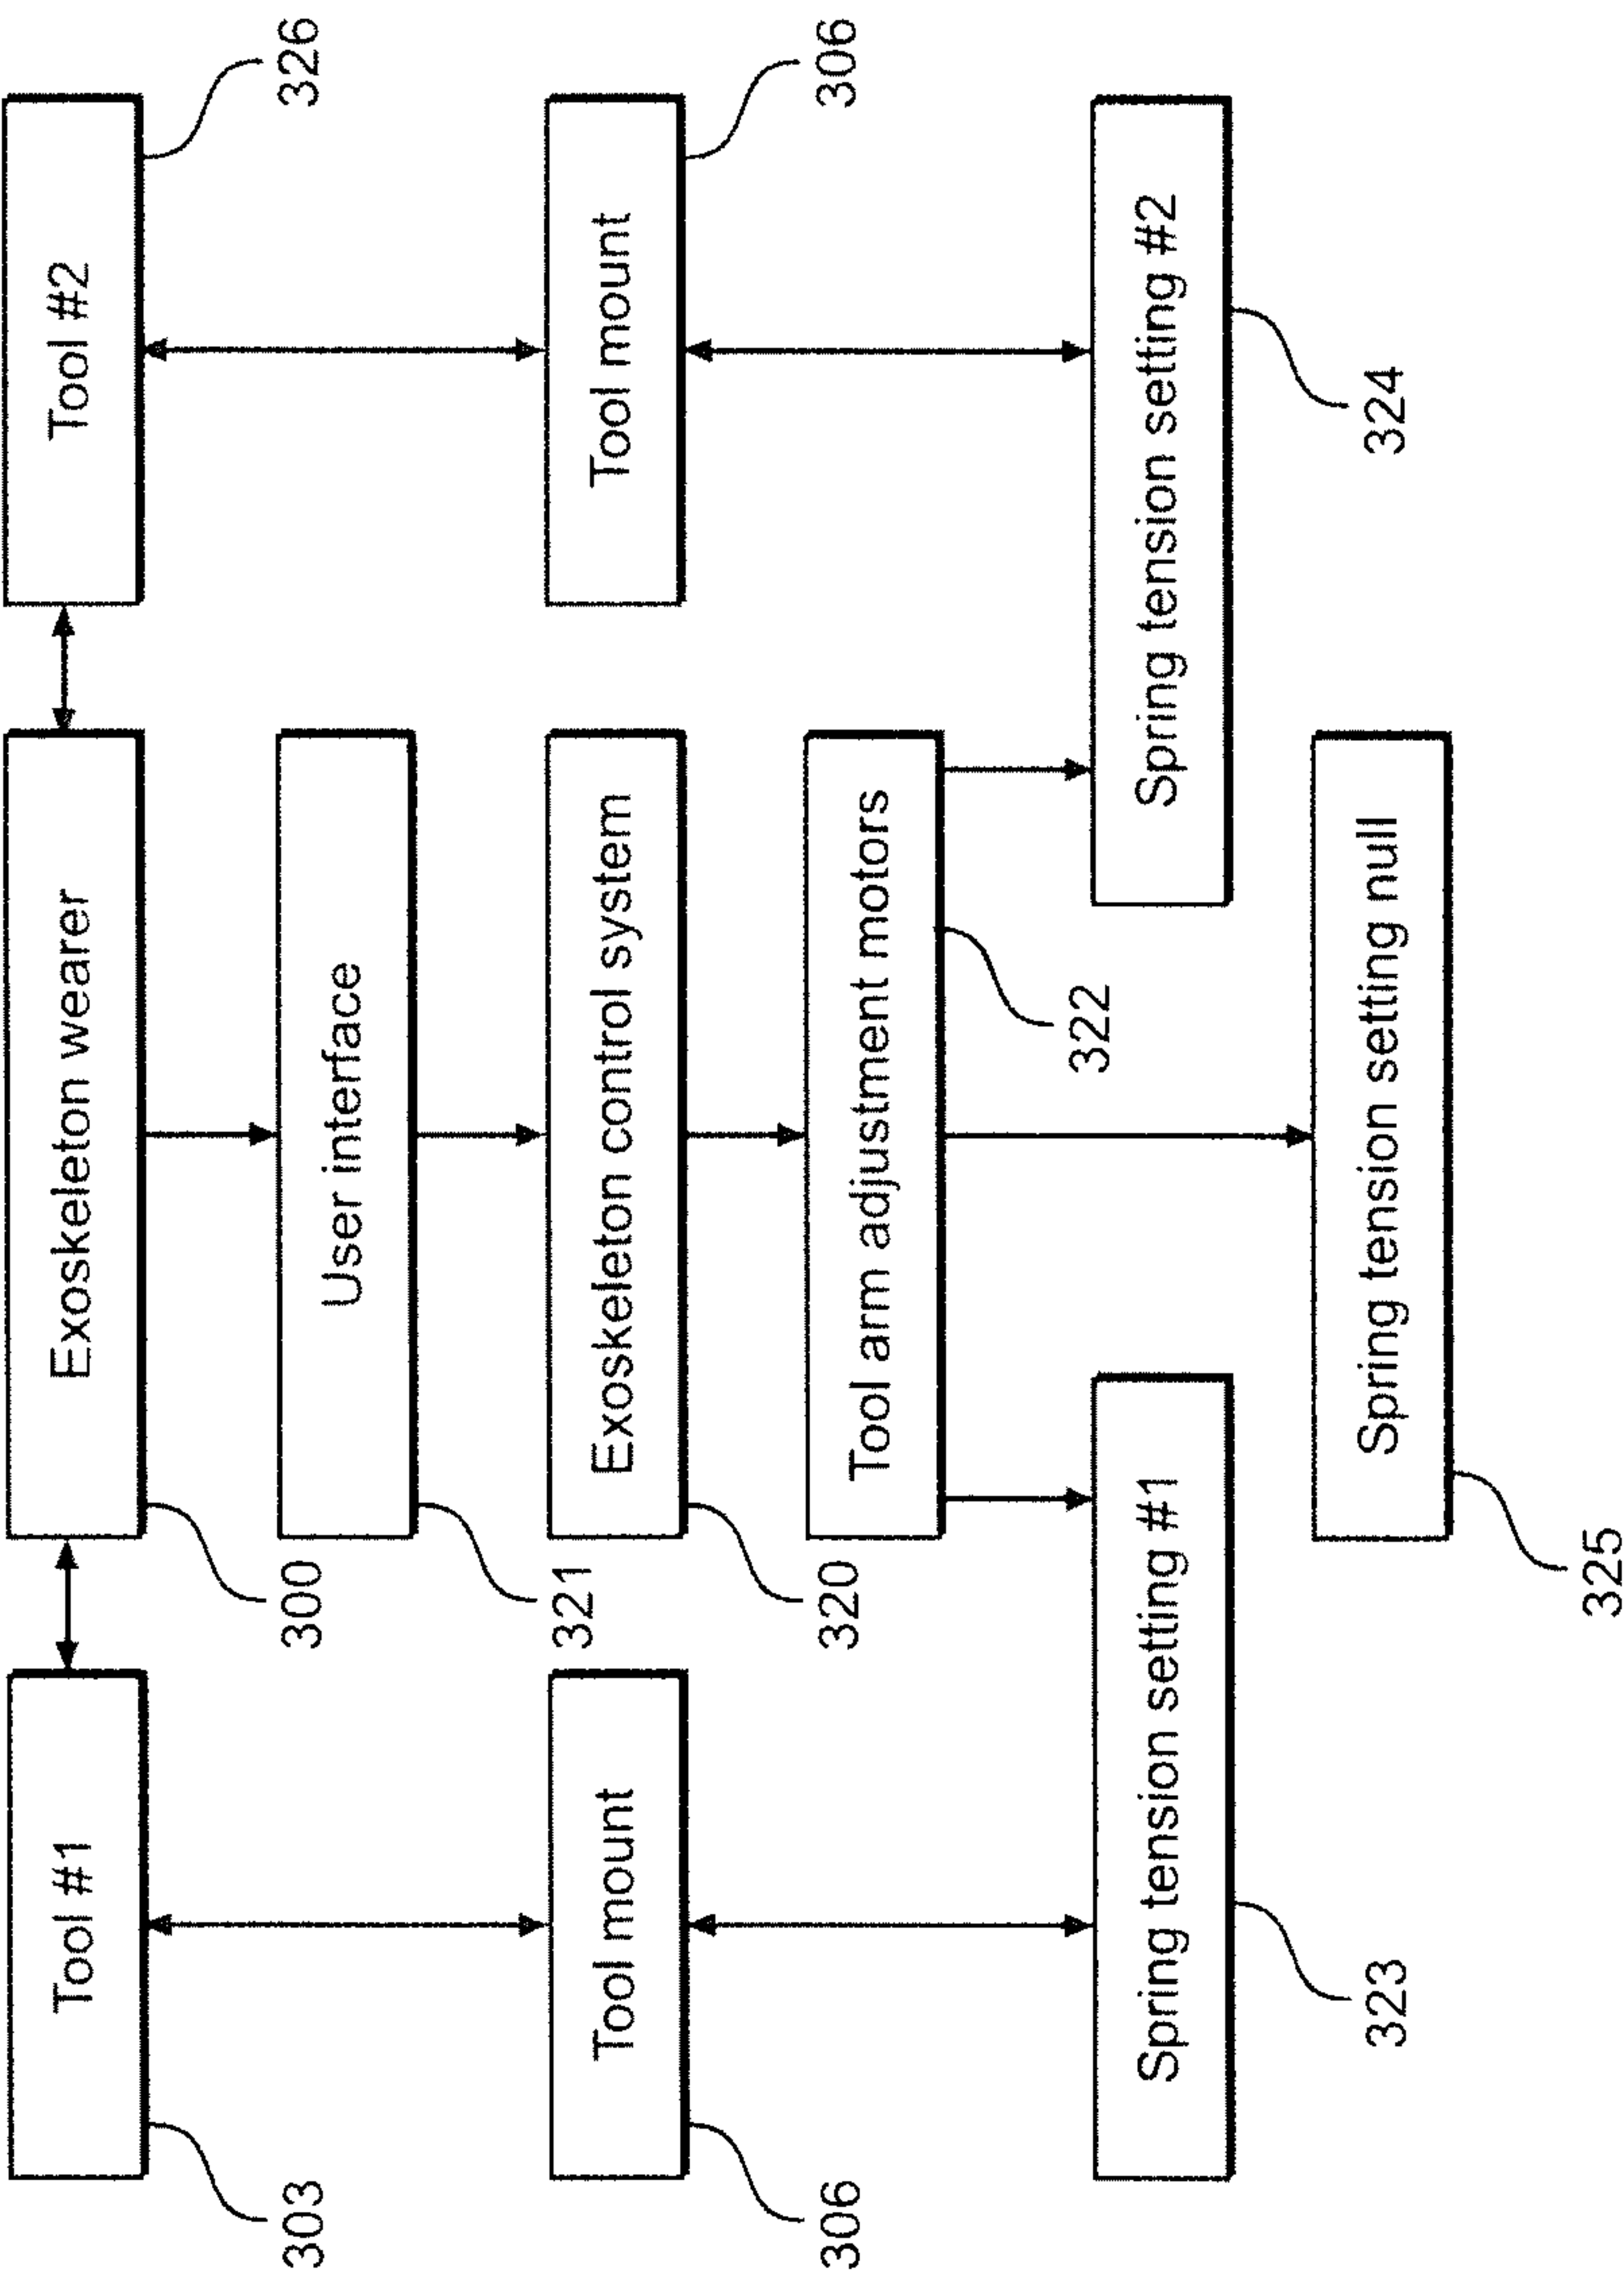 Tool #1
Exoskeleton wearer
Tool #2
303
300
326
User interface
321
Tool mount
Exoskeleton control system
Tool mount
306
320
306
Tool arm adjustment motors
322
Spring tension setting #1
Spring tension setting #2
323
324
Spring tension setting null
325